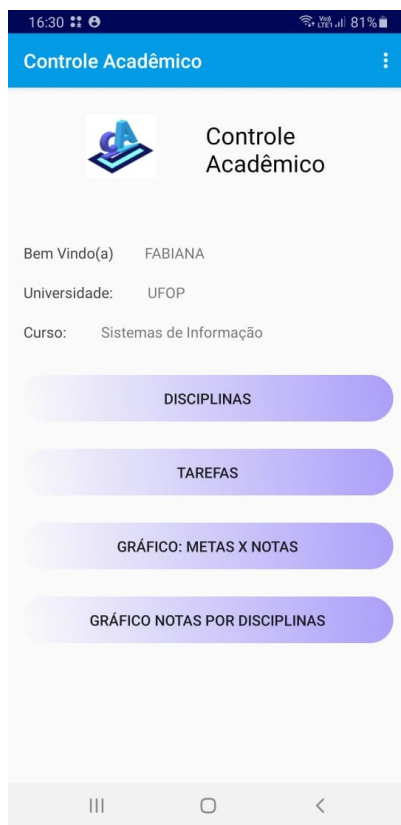 16:30 81%
Controle Acadêmico
CA
Controle
Acadêmico
Bem Vindo(a) FABIANA
Universidade: UFOP
Curso: Sistemas de Informação
DISCIPLINAS
TAREFAS
GRÁFICO: METAS X NOTAS
GRÁFICO NOTAS POR DISCIPLINAS